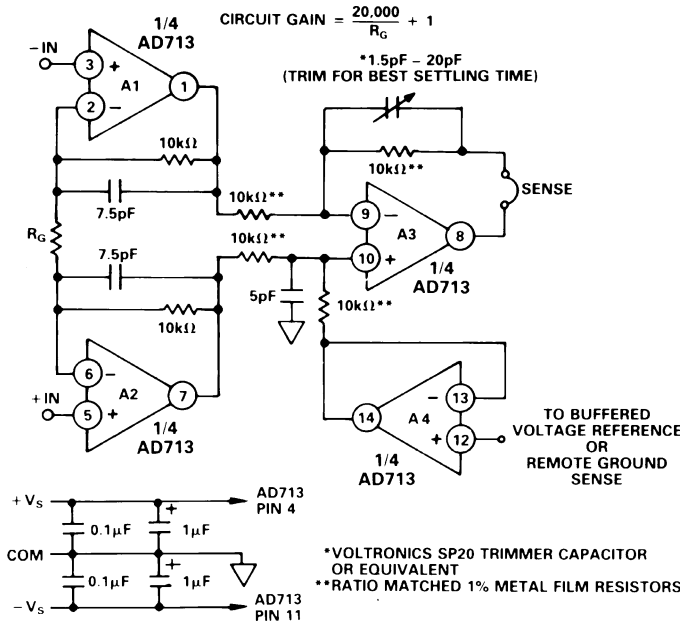 CIRCUIT GAIN = 20,000 / RG + 1
1/4
AD713
*1.5pF – 20pF
(TRIM FOR BEST SETTLING TIME)
–IN
3
+
A1
1
2
–
10kΩ
7.5pF
10kΩ**
10kΩ**
SENSE
RG
9
–
A3
8
10kΩ**
10
+
7.5pF
1/4
AD713
5pF
10kΩ
10kΩ**
6
–
A2
7
+IN
5
+
1/4
AD713
–
13
14
A4
+
12
1/4
AD713
TO BUFFERED
VOLTAGE REFERENCE
OR
REMOTE GROUND
SENSE
+VS
AD713
PIN 4
0.1µF
+
1µF
COM
0.1µF
+
1µF
–VS
AD713
PIN 11
*VOLTRONICS SP20 TRIMMER CAPACITOR
OR EQUIVALENT
**RATIO MATCHED 1% METAL FILM RESISTORS